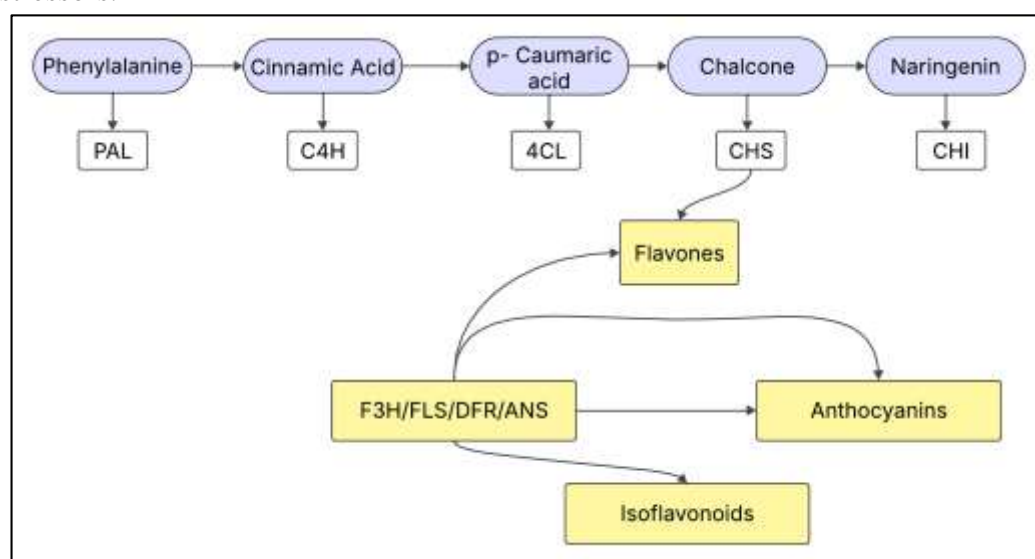 Phenylalanine
Cinnamic Acid
p- Caumaric
acid
Chalcone
Naringenin
PAL
C4H
4CL
CHS
CHI
Flavones
F3H/FLS/DFR/ANS
Anthocyanins
Isoflavonoids